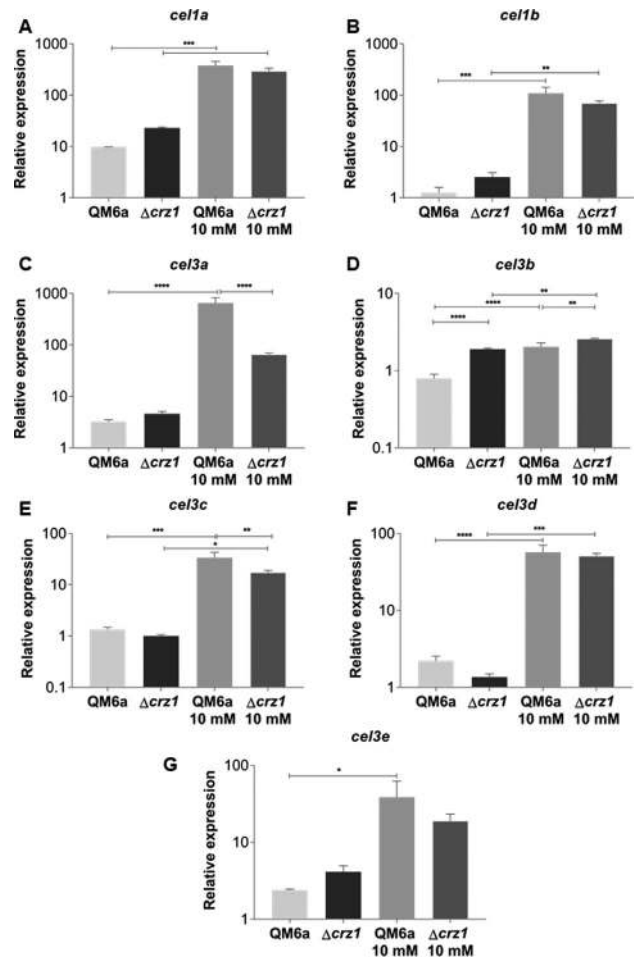 A
cel1a
Relative expression
1000
100
10
1
***
QM6a
Δcrz1
QM6a
10 mM
Δcrz1
10 mM
B
cel1b
Relative expression
1000
100
10
1
***
**
QM6a
Δcrz1
QM6a
10 mM
Δcrz1
10 mM
C
cel3a
Relative expression
1000
100
10
1
****
****
QM6a
Δcrz1
QM6a
10 mM
Δcrz1
10 mM
D
cel3b
Relative expression
10
1
0.1
**
****
**
****
QM6a
Δcrz1
QM6a
10 mM
Δcrz1
10 mM
E
cel3c
Relative expression
100
10
1
0.1
***
**
*
QM6a
Δcrz1
QM6a
10 mM
Δcrz1
10 mM
F
cel3d
Relative expression
100
10
1
****
***
QM6a
Δcrz1
QM6a
10 mM
Δcrz1
10 mM
G
cel3e
Relative expression
100
10
1
*
QM6a
Δcrz1
QM6a
10 mM
Δcrz1
10 mM